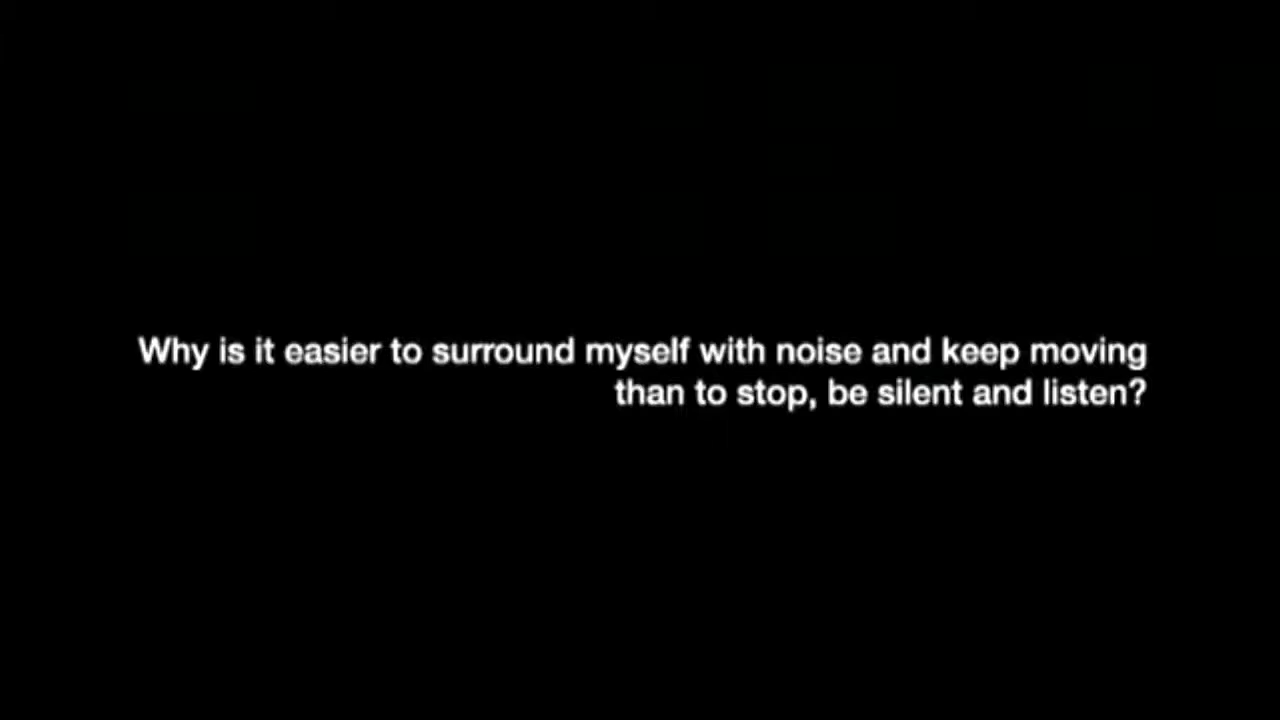 Why is it easier to surround myself with noise and keep moving
than to stop, be silent and listen?